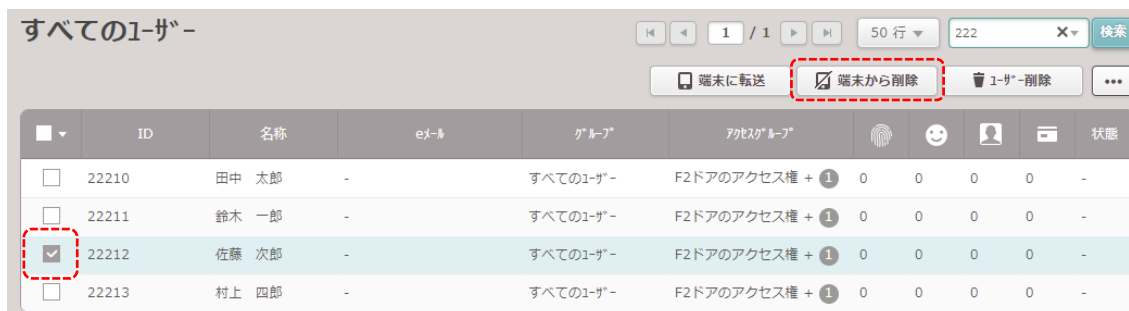 すべてのﾕｰｻﾞｰ 1 / 1 50 行 222 検索
端末に転送 端末から削除 ﾕｰｻﾞｰ削除 •••
ID 名称 eﾒｰﾙ ｸﾞﾙｰﾌﾟ ｱｸｾｽｸﾞﾙｰﾌﾟ 状態
22210 田中 太郎 - すべてのﾕｰｻﾞｰ F2ドアのアクセス権 + 1 0 0 0 0 -
22211 鈴木 一郎 - すべてのﾕｰｻﾞｰ F2ドアのアクセス権 + 1 0 0 0 0 -
22212 佐藤 次郎 - すべてのﾕｰｻﾞｰ F2ドアのアクセス権 + 1 0 0 0 0 -
22213 村上 四郎 - すべてのﾕｰｻﾞｰ F2ドアのアクセス権 + 1 0 0 0 0 -